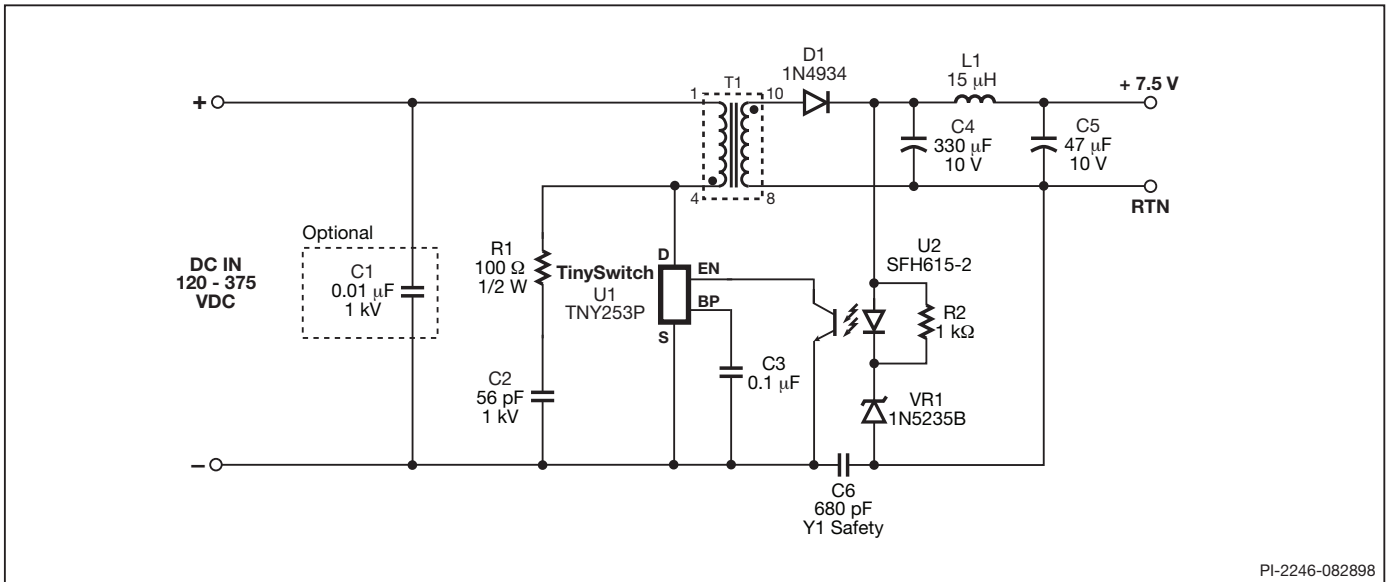 D1
1N4934
L1
15 µH
+ 7.5 V
T1
1
10
+
C4
330 µF
10 V
C5
47 µF
10 V
4
8
RTN
Optional
DC IN
120 - 375
VDC
C1
0.01 µF
1 kV
R1
100 Ω
1/2 W
D
TinySwitch
U1
TNY253P
EN
BP
S
U2
SFH615-2
R2
1 kΩ
C2
56 pF
1 kV
C3
0.1 µF
VR1
1N5235B
–
C6
680 pF
Y1 Safety
PI-2246-082898